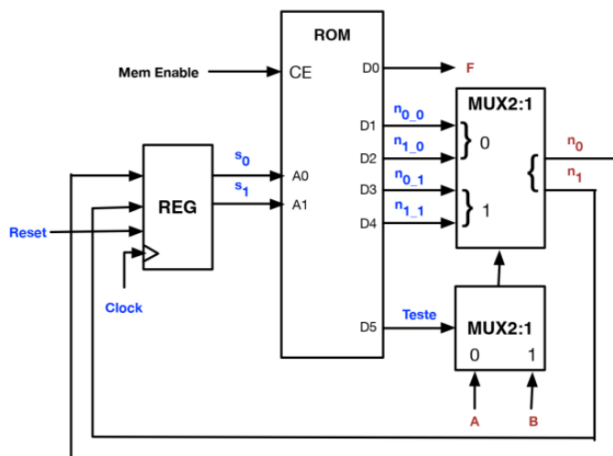 ROM
Mem Enable
CE
D0
F
MUX2:1
D1
n0_0
0
D2
n1_0
n0
n1
s0
A0
D3
n0_1
REG
s1
A1
1
D4
n1_1
Reset
Clock
D5
Teste
MUX2:1
0 1
A B